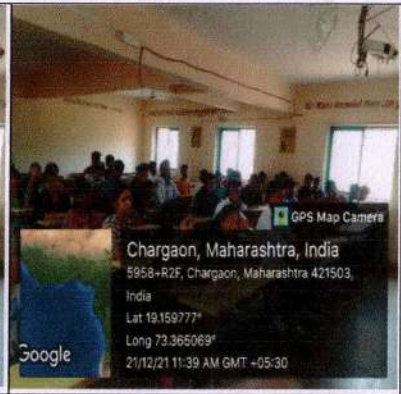 GPS Map Camera
Chargaon, Maharashtra, India
5958+R2F, Chargaon, Maharashtra 421503,
India
Lat 19.159777°
Long 73.365069°
21/12/21 11:39 AM GMT +05:30
Google